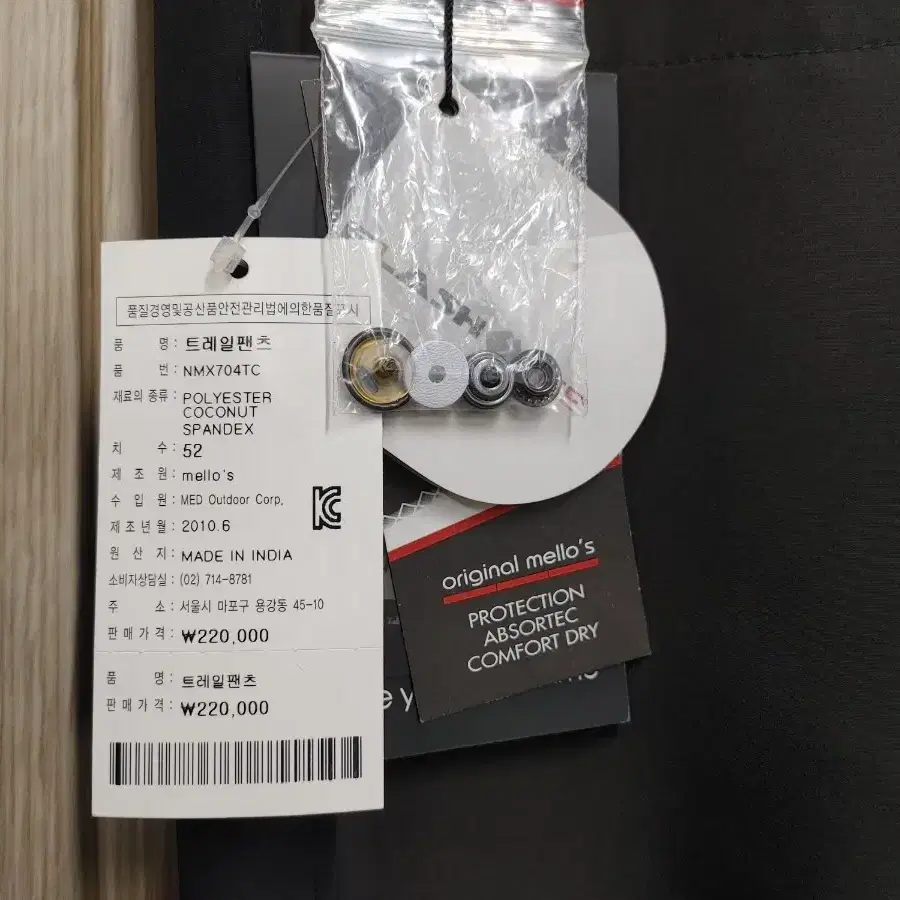 품질경영및공산품안전관리법에의한품질표시
품 명 : 트레일팬츠
품 번 : NMX704TC
재료의 종류 : POLYESTER
COCONUT
SPANDEX
치 수 : 52
제 조 원 : mello's
수 입 원 : MED Outdoor Corp.
제 조 년 월 : 2010.6
원 산 지 : MADE IN INDIA
소비자상담실 : (02) 714-8781
주 소 : 서울시 마포구 용강동 45-10
판 매 가 격 : ₩220,000
품 명 : 트레일팬츠
판 매 가 격 : ₩220,000
original mello's
PROTECTION
ABSORTEC
COMFORT DRY